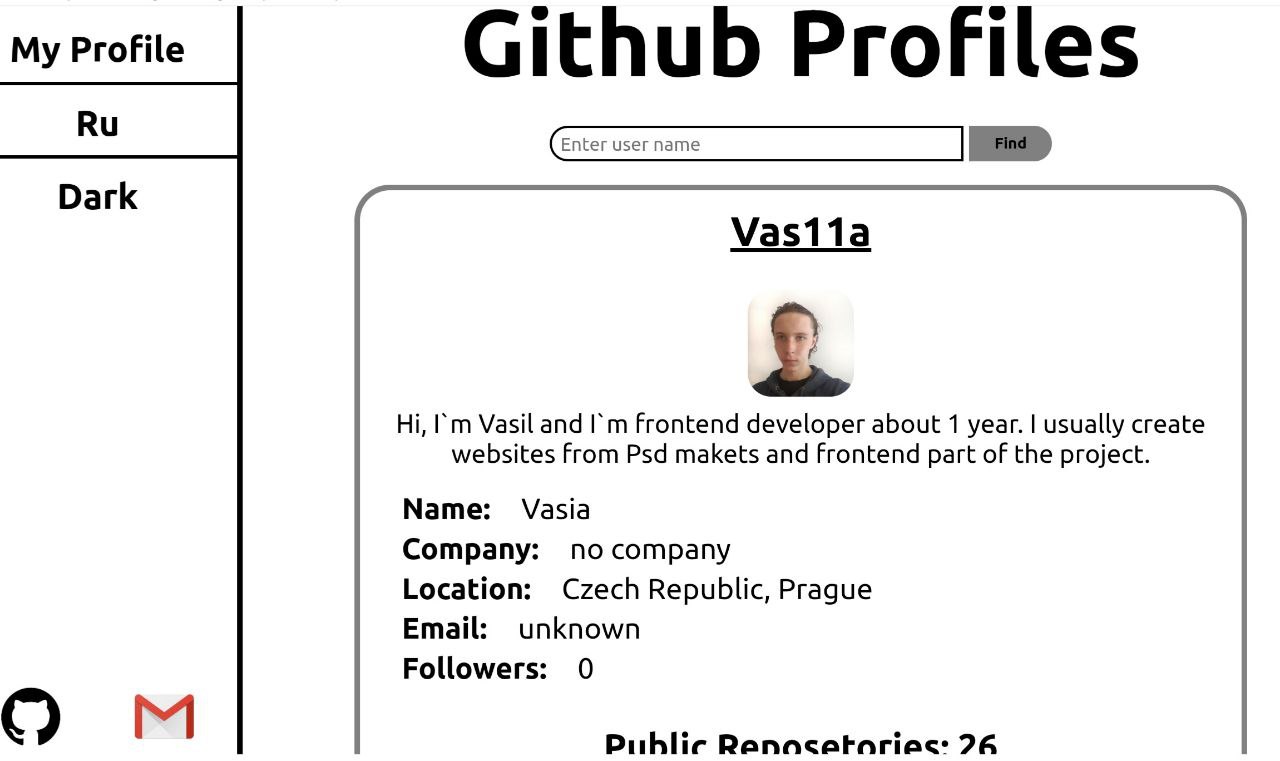 My Profile
Ru
Dark
Github Profiles
Enter user name
Find
Vas11a
Hi, I`m Vasil and I`m frontend developer about 1 year. I usually create
websites from Psd makets and frontend part of the project.
Name: Vasia
Company: no company
Location: Czech Republic, Prague
Email: unknown
Followers: 0
Public Reposetories: 26